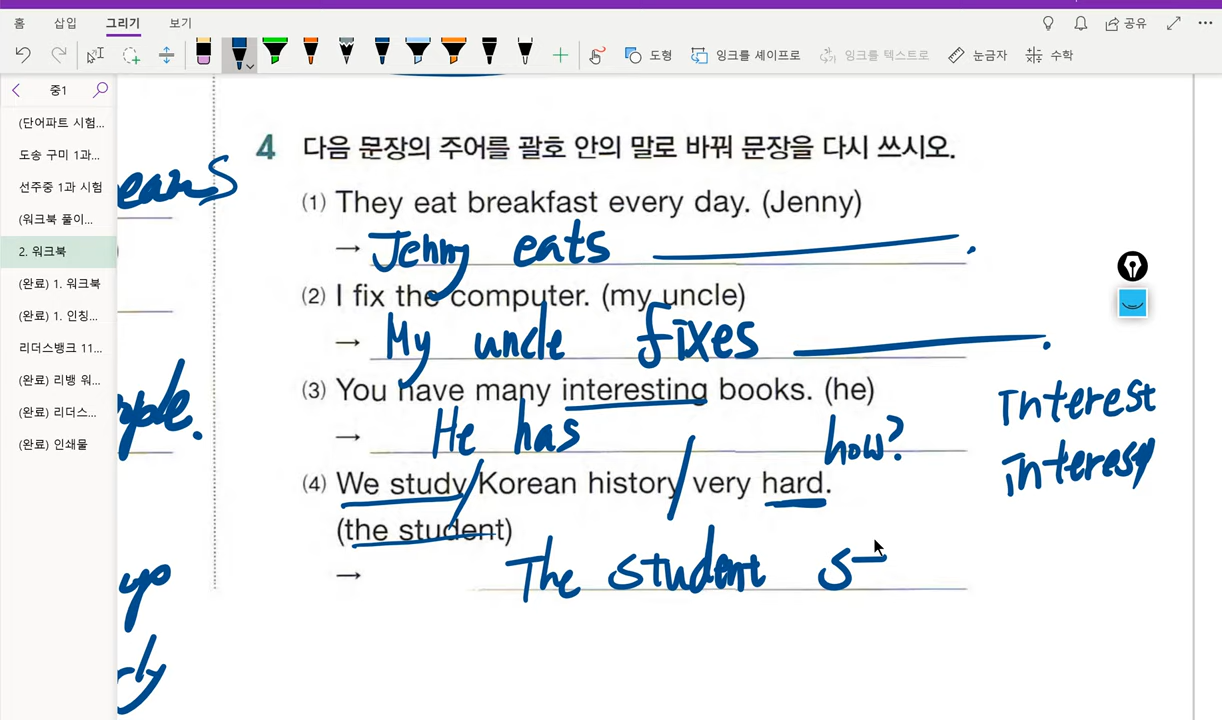 홈 삽입 그리기 보기 공유
도형 잉크를 셰이프로 잉크를 텍스트로 눈금자 수학
중1
(단어파트 시험...
도송 구미 1과...
선주중 1과 시험
(워크북 풀이...
2. 워크북
(완료) 1. 워크북
(완료) 1. 인칭...
리더스뱅크 11...
(완료) 리뱅 워...
(완료) 리더스...
(완료) 인쇄물
eans
4 다음 문장의 주어를 괄호 안의 말로 바꿔 문장을 다시 쓰시오.
(1) They eat breakfast every day. (Jenny)
→ Jenny eats .
(2) I fix the computer. (my uncle)
→ My uncle fixes .
(3) You have many interesting books. (he)
→ He has
how?
Interest
interest
(4) We study Korean history very hard.
(the student)
→ The student s